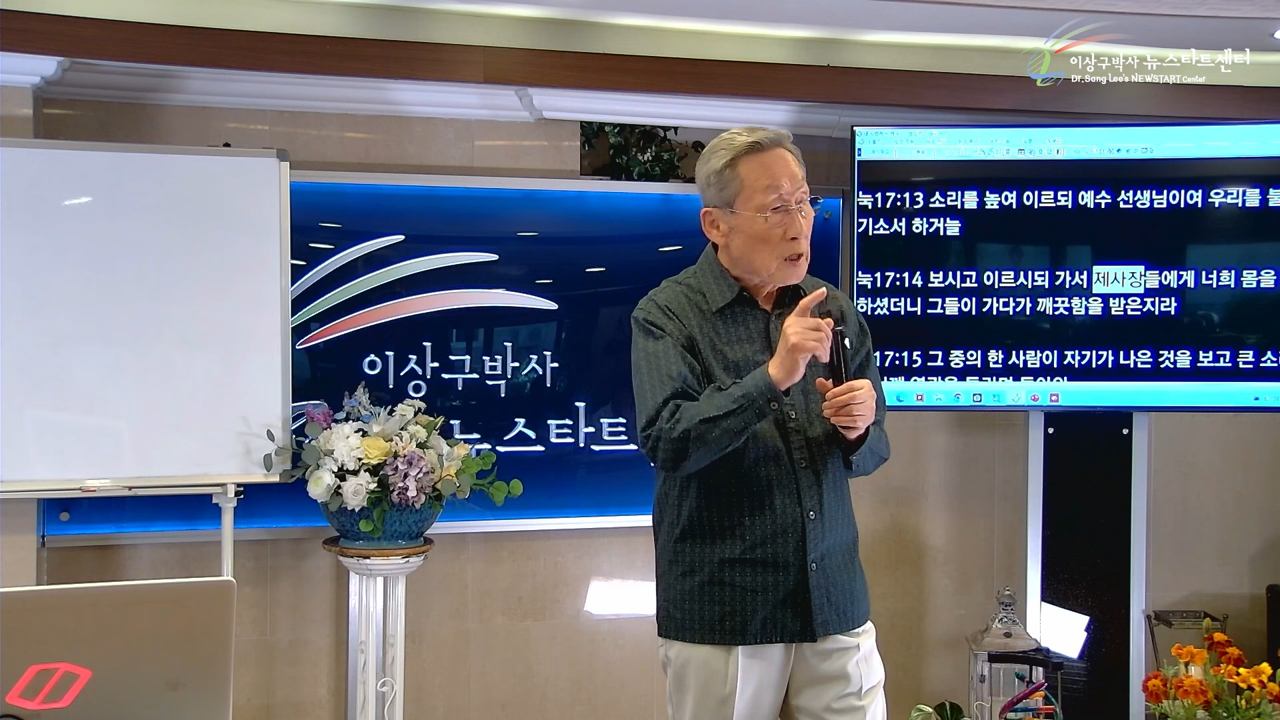 이상구박사 뉴스타트센터
Dr. Sang Lee's NEWSTART Center
이상구박사
뉴스타트
눅17:13 소리를 높여 이르되 예수 선생님이여 우리를
기소서 하거늘
눅17:14 보시고 이르시되 가서 제사장들에게 너희 몸을
하셨더니 그들이 가다가 깨끗함을 받은지라
17:15 그 중의 한 사람이 자기가 나은 것을 보고 큰